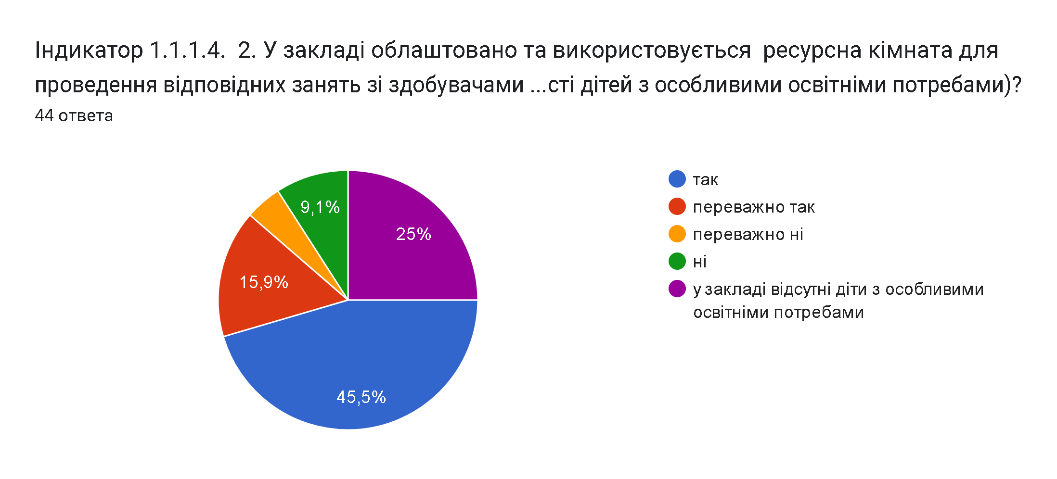 Індикатор 1.1.1.4. 2. У закладі облаштовано та використовується ресурсна кімната для
проведення відповідних занять зі здобувачами ...сті дітей з особливими освітніми потребами)?
44 ответа
9,1%
25%
15,9%
45,5%
так
переважно так
переважно ні
ні
у закладі відсутні діти з особливими
освітніми потребами